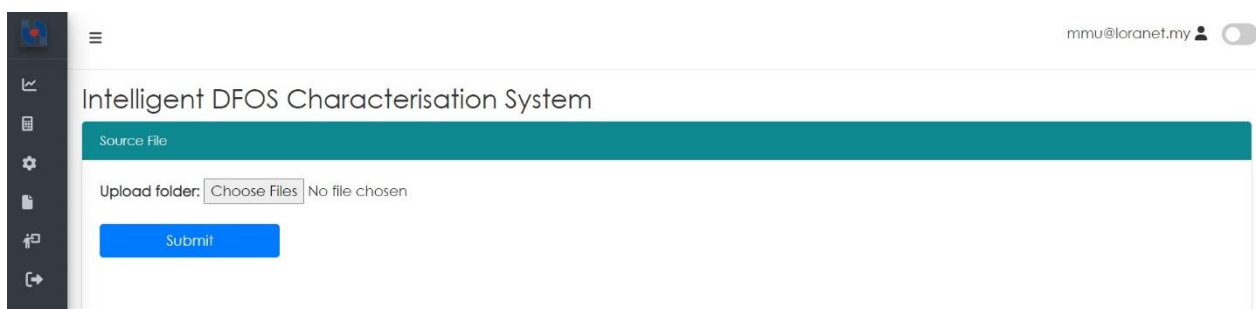 mmu@loranet.my
Intelligent DFOS Characterisation System
Source File
Upload folder: Choose Files No file chosen
Submit